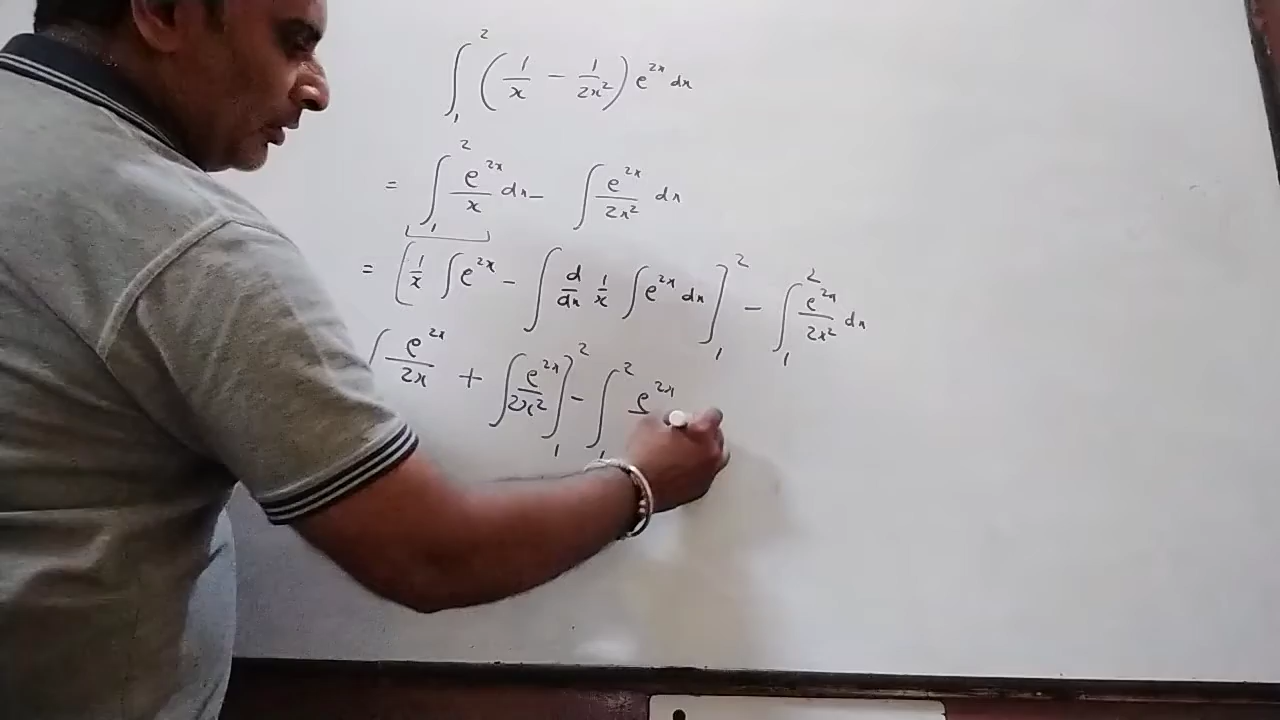 ∫₁² (1/x − 1/2x²) e^{2x} dx
= ∫₁² e^{2x}/x dx − ∫ e^{2x}/2x² dx
= [1/x ∫e^{2x} − ∫ d/dx 1/x ∫e^{2x} dx]₁² − ∫₁² e^{2x}/2x² dx
[e^{2x}/2x + ∫e^{2x}/2x²]₁² − ∫₁² e^{2x}